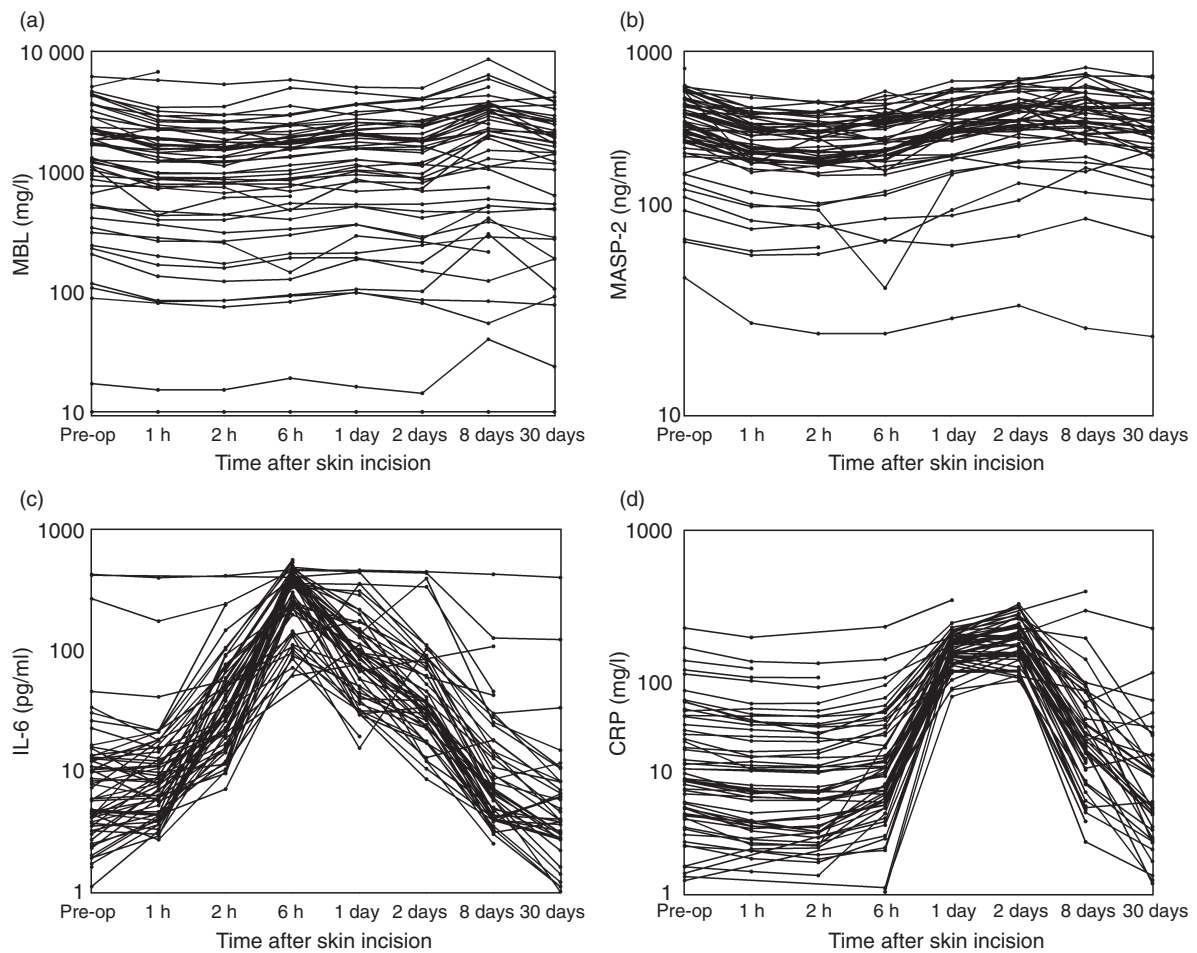 (a)
10 000
1000
100
10
MBL (mg/l)
Pre-op 1 h 2 h 6 h 1 day 2 days 8 days 30 days
Time after skin incision
(b)
1000
100
10
MASP-2 (ng/ml)
Pre-op 1 h 2 h 6 h 1 day 2 days 8 days 30 days
Time after skin incision
(c)
1000
100
10
1
IL-6 (pg/ml)
Pre-op 1 h 2 h 6 h 1 day 2 days 8 days 30 days
Time after skin incision
(d)
1000
100
10
1
CRP (mg/l)
Pre-op 1 h 2 h 6 h 1 day 2 days 8 days 30 days
Time after skin incision